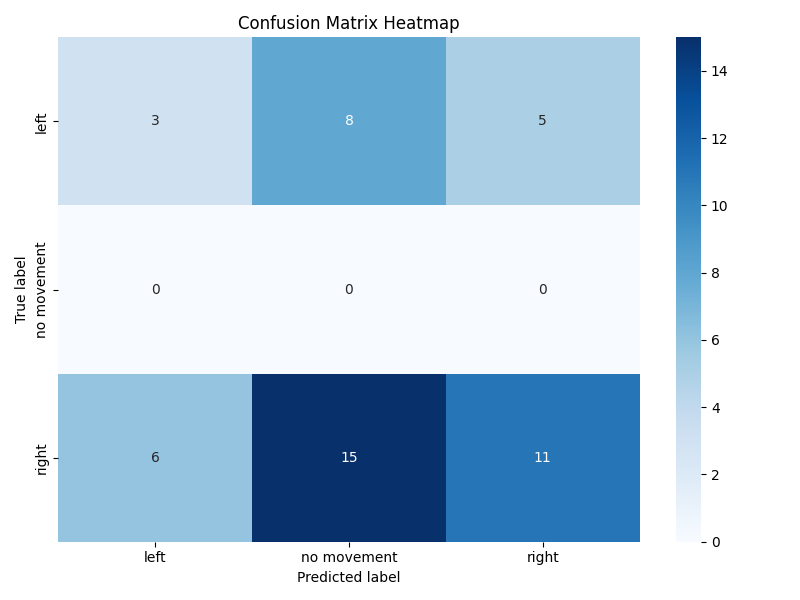 Confusion Matrix Heatmap
True label
left
3
8
5
no movement
0
0
0
right
6
15
11
left
no movement
right
Predicted label
14
12
10
8
6
4
2
0